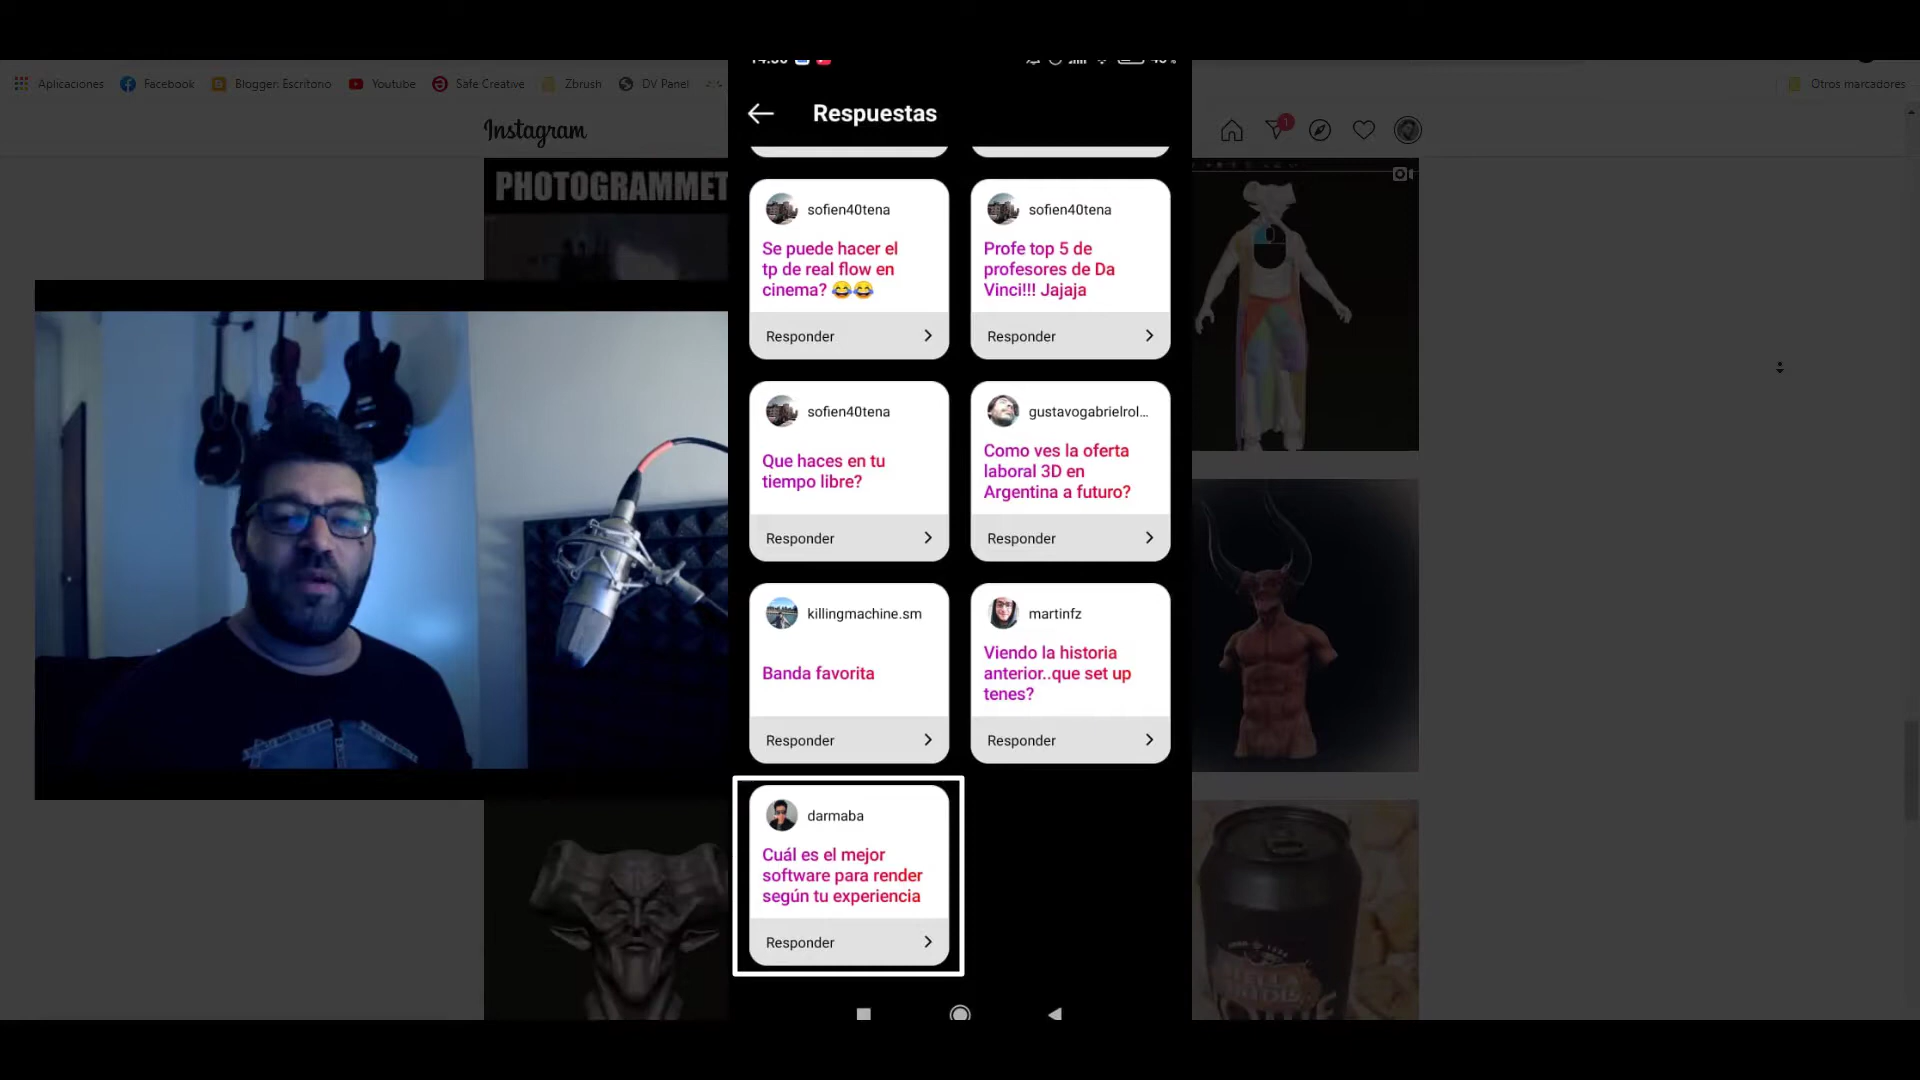 Aplicaciones
Facebook
Blogger: Escritorio
Youtube
Safe Creative
Zbrush
DV Panel
Otros marcadores
Instagram
1
PHOTOGRAMMET
Respuestas
sofien40tena
Se puede hacer el
tp de real flow en
cinema? 😂😂
Responder
sofien40tena
Profe top 5 de
profesores de Da
Vinci!!! Jajaja
Responder
sofien40tena
Que haces en tu
tiempo libre?
Responder
gustavogabrielrol...
Como ves la oferta
laboral 3D en
Argentina a futuro?
Responder
killingmachine.sm
Banda favorita
Responder
martinfz
Viendo la historia
anterior..que set up
tenes?
Responder
darmaba
Cuál es el mejor
software para render
según tu experiencia
Responder